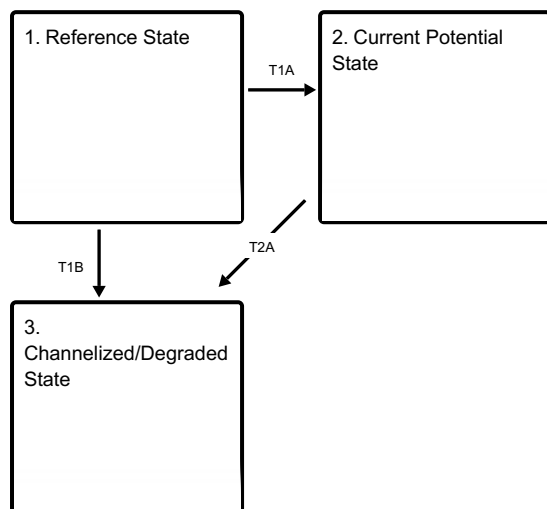 1. Reference State
2. Current Potential
State
T1A
T1B
T2A
3.
Channelized/Degraded
State